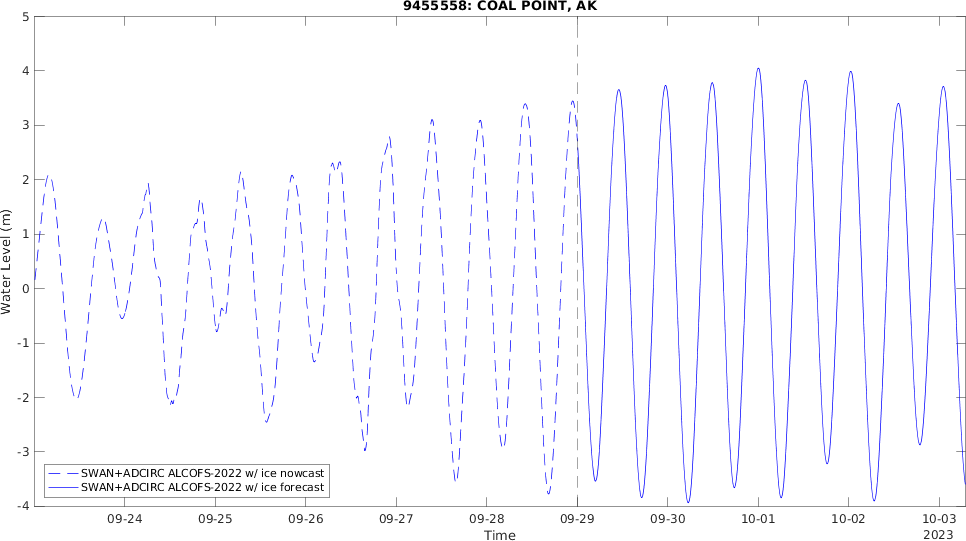 9455558: COAL POINT, AK
5
4
3
2
1
0
-1
-2
-3
-4
Water Level (m)
SWAN+ADCIRC ALCOFS-2022 w/ ice nowcast
SWAN+ADCIRC ALCOFS-2022 w/ ice forecast
09-24 09-25 09-26 09-27 09-28 09-29 09-30 10-01 10-02 10-03
2023
Time